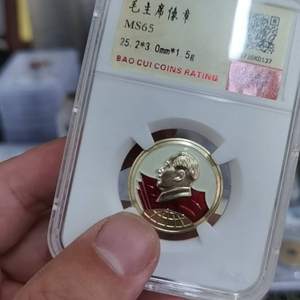 毛主席像章
MS65
25.2*3.0mm*1.5g
BAO CUI COINS RATING